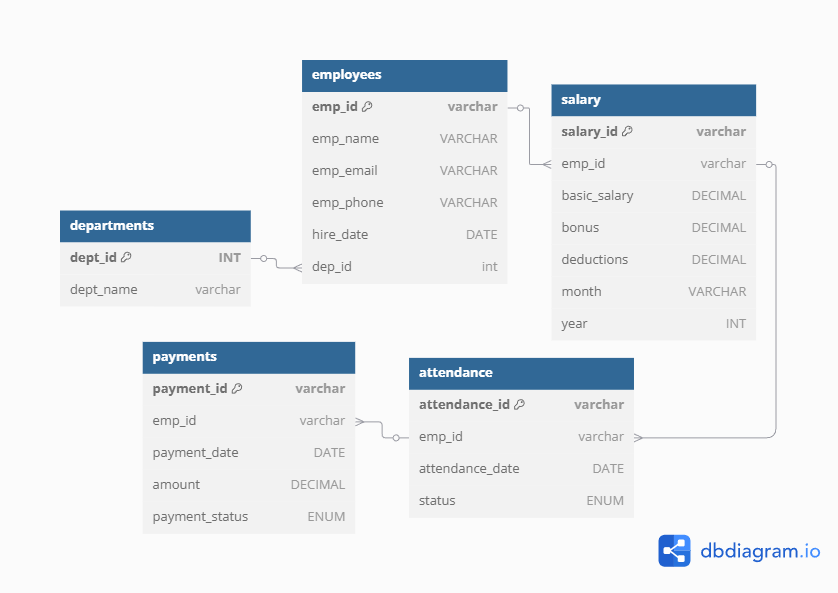 employees
emp_id varchar
emp_name VARCHAR
emp_email VARCHAR
emp_phone VARCHAR
hire_date DATE
dep_id int
salary
salary_id varchar
emp_id varchar
basic_salary DECIMAL
bonus DECIMAL
deductions DECIMAL
month VARCHAR
year INT
departments
dept_id INT
dept_name varchar
payments
payment_id varchar
emp_id varchar
payment_date DATE
amount DECIMAL
payment_status ENUM
attendance
attendance_id varchar
emp_id varchar
attendance_date DATE
status ENUM
dbdiagram.io